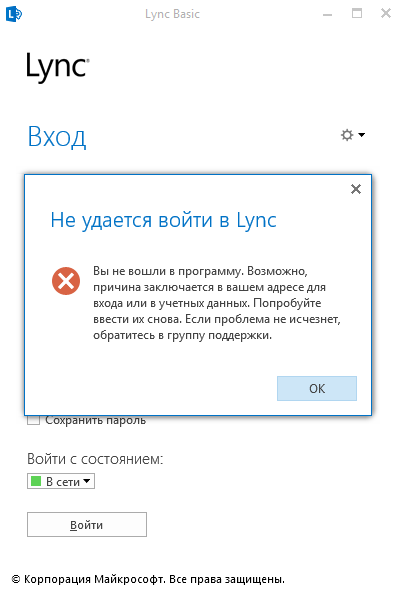 Lync Basic
Lync®
Вход
Не удается войти в Lync
Вы не вошли в программу. Возможно,
причина заключается в вашем адресе для
входа или в учетных данных. Попробуйте
ввести их снова. Если проблема не исчезнет,
обратитесь в группу поддержки.
ОК
Сохранить пароль
Войти с состоянием:
В сети
Войти
© Корпорация Майкрософт. Все права защищены.